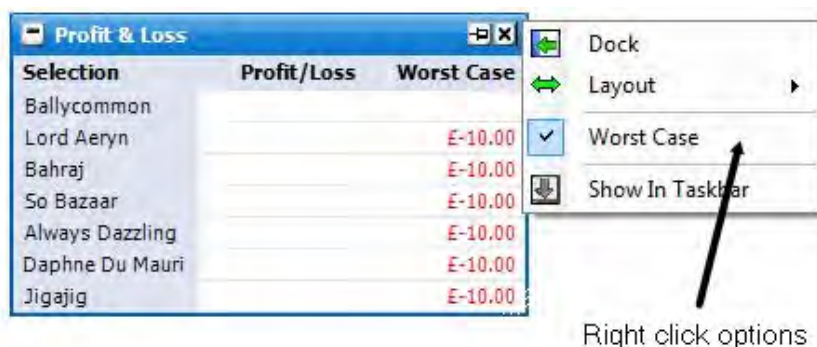 Profit & Loss
Selection Profit/Loss Worst Case
Ballycommon
Lord Aeryn £-10.00
Bahraj £-10.00
So Bazaar £-10.00
Always Dazzling £-10.00
Daphne Du Mauri £-10.00
Jigajig £-10.00
Dock
Layout
Worst Case
Show In Taskbar
Right click options